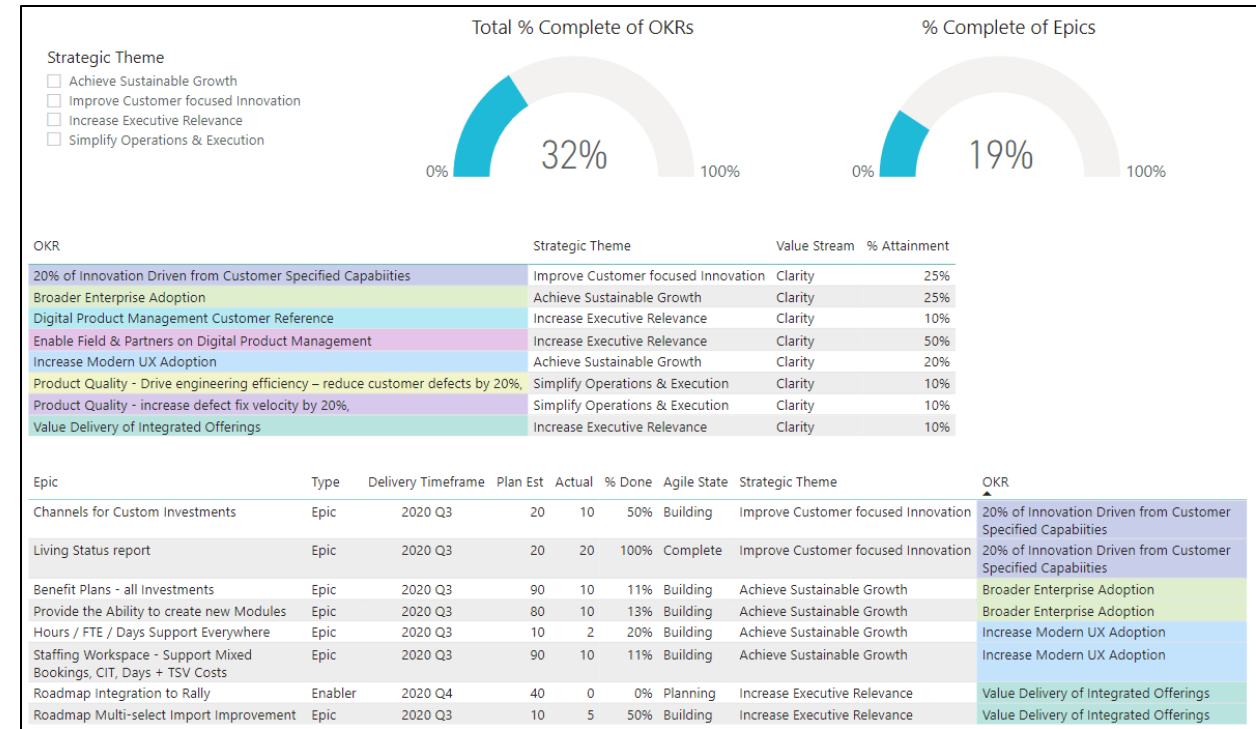 Total % Complete of OKRs
% Complete of Epics
Strategic Theme
Achieve Sustainable Growth
Improve Customer focused Innovation
Increase Executive Relevance
Simplify Operations & Execution
0% 32% 100%
0% 19% 100%
OKR Strategic Theme Value Stream % Attainment
20% of Innovation Driven from Customer Specified Capabiities Improve Customer focused Innovation Clarity 25%
Broader Enterprise Adoption Achieve Sustainable Growth Clarity 25%
Digital Product Management Customer Reference Increase Executive Relevance Clarity 10%
Enable Field & Partners on Digital Product Management Increase Executive Relevance Clarity 50%
Increase Modern UX Adoption Achieve Sustainable Growth Clarity 20%
Product Quality - Drive engineering efficiency – reduce customer defects by 20%, Simplify Operations & Execution Clarity 10%
Product Quality - increase defect fix velocity by 20%, Simplify Operations & Execution Clarity 10%
Value Delivery of Integrated Offerings Increase Executive Relevance Clarity 10%
Epic Type Delivery Timeframe Plan Est Actual % Done Agile State Strategic Theme OKR
Channels for Custom Investments Epic 2020 Q3 20 10 50% Building Improve Customer focused Innovation 20% of Innovation Driven from Customer
Specified Capabiities
Living Status report Epic 2020 Q3 20 20 100% Complete Improve Customer focused Innovation 20% of Innovation Driven from Customer
Specified Capabiities
Benefit Plans - all Investments Epic 2020 Q3 90 10 11% Building Achieve Sustainable Growth Broader Enterprise Adoption
Provide the Ability to create new Modules Epic 2020 Q3 80 10 13% Building Achieve Sustainable Growth Broader Enterprise Adoption
Hours / FTE / Days Support Everywhere Epic 2020 Q3 10 2 20% Building Achieve Sustainable Growth Increase Modern UX Adoption
Staffing Workspace - Support Mixed Epic 2020 Q3 90 10 11% Building Achieve Sustainable Growth Increase Modern UX Adoption
Bookings, CIT, Days + TSV Costs
Roadmap Integration to Rally Enabler 2020 Q4 40 0 0% Planning Increase Executive Relevance Value Delivery of Integrated Offerings
Roadmap Multi-select Import Improvement Epic 2020 Q3 10 5 50% Building Increase Executive Relevance Value Delivery of Integrated Offerings